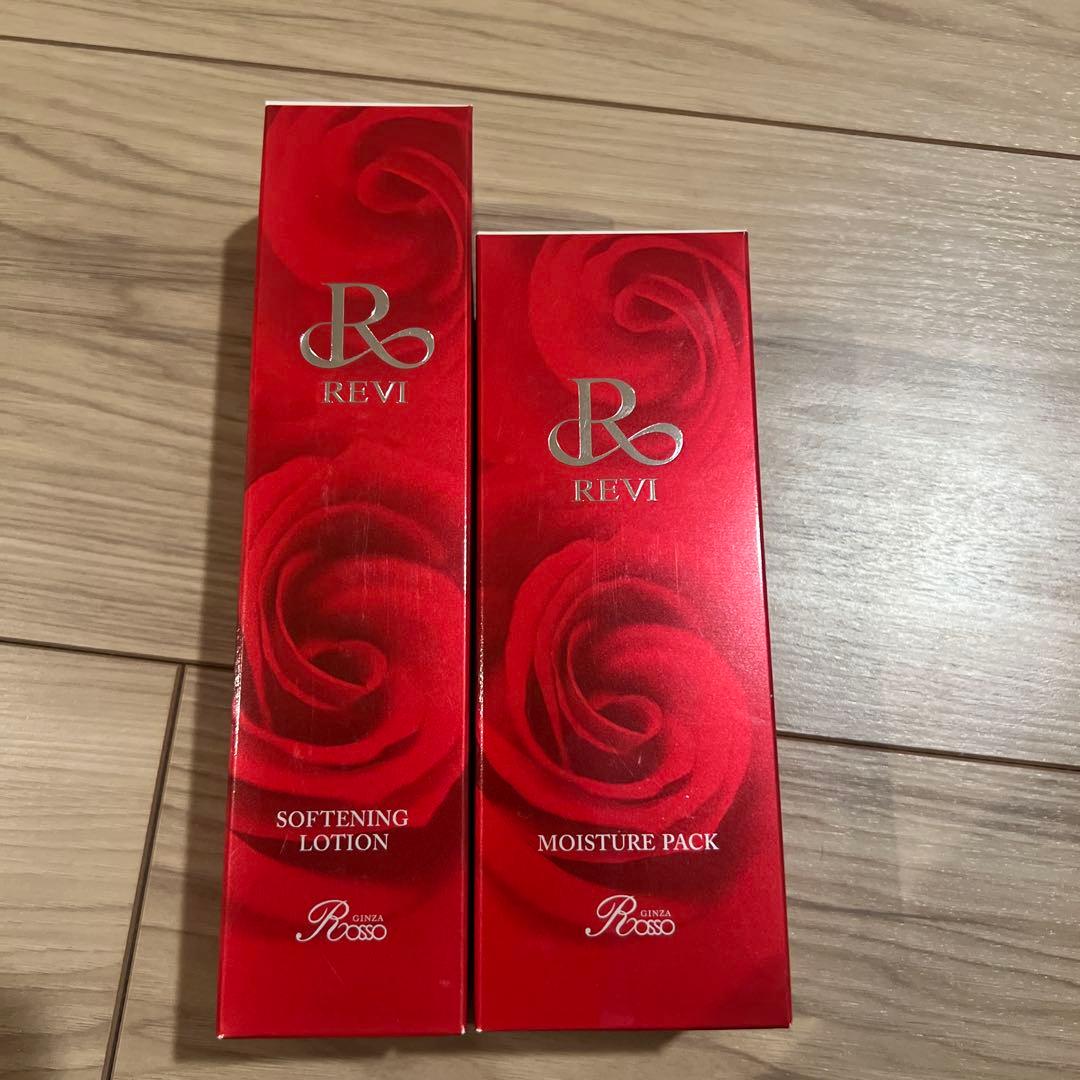 R
REVI
SOFTENING
LOTION
GINZA
Rosso
R
REVI
MOISTURE PACK
GINZA
Rosso